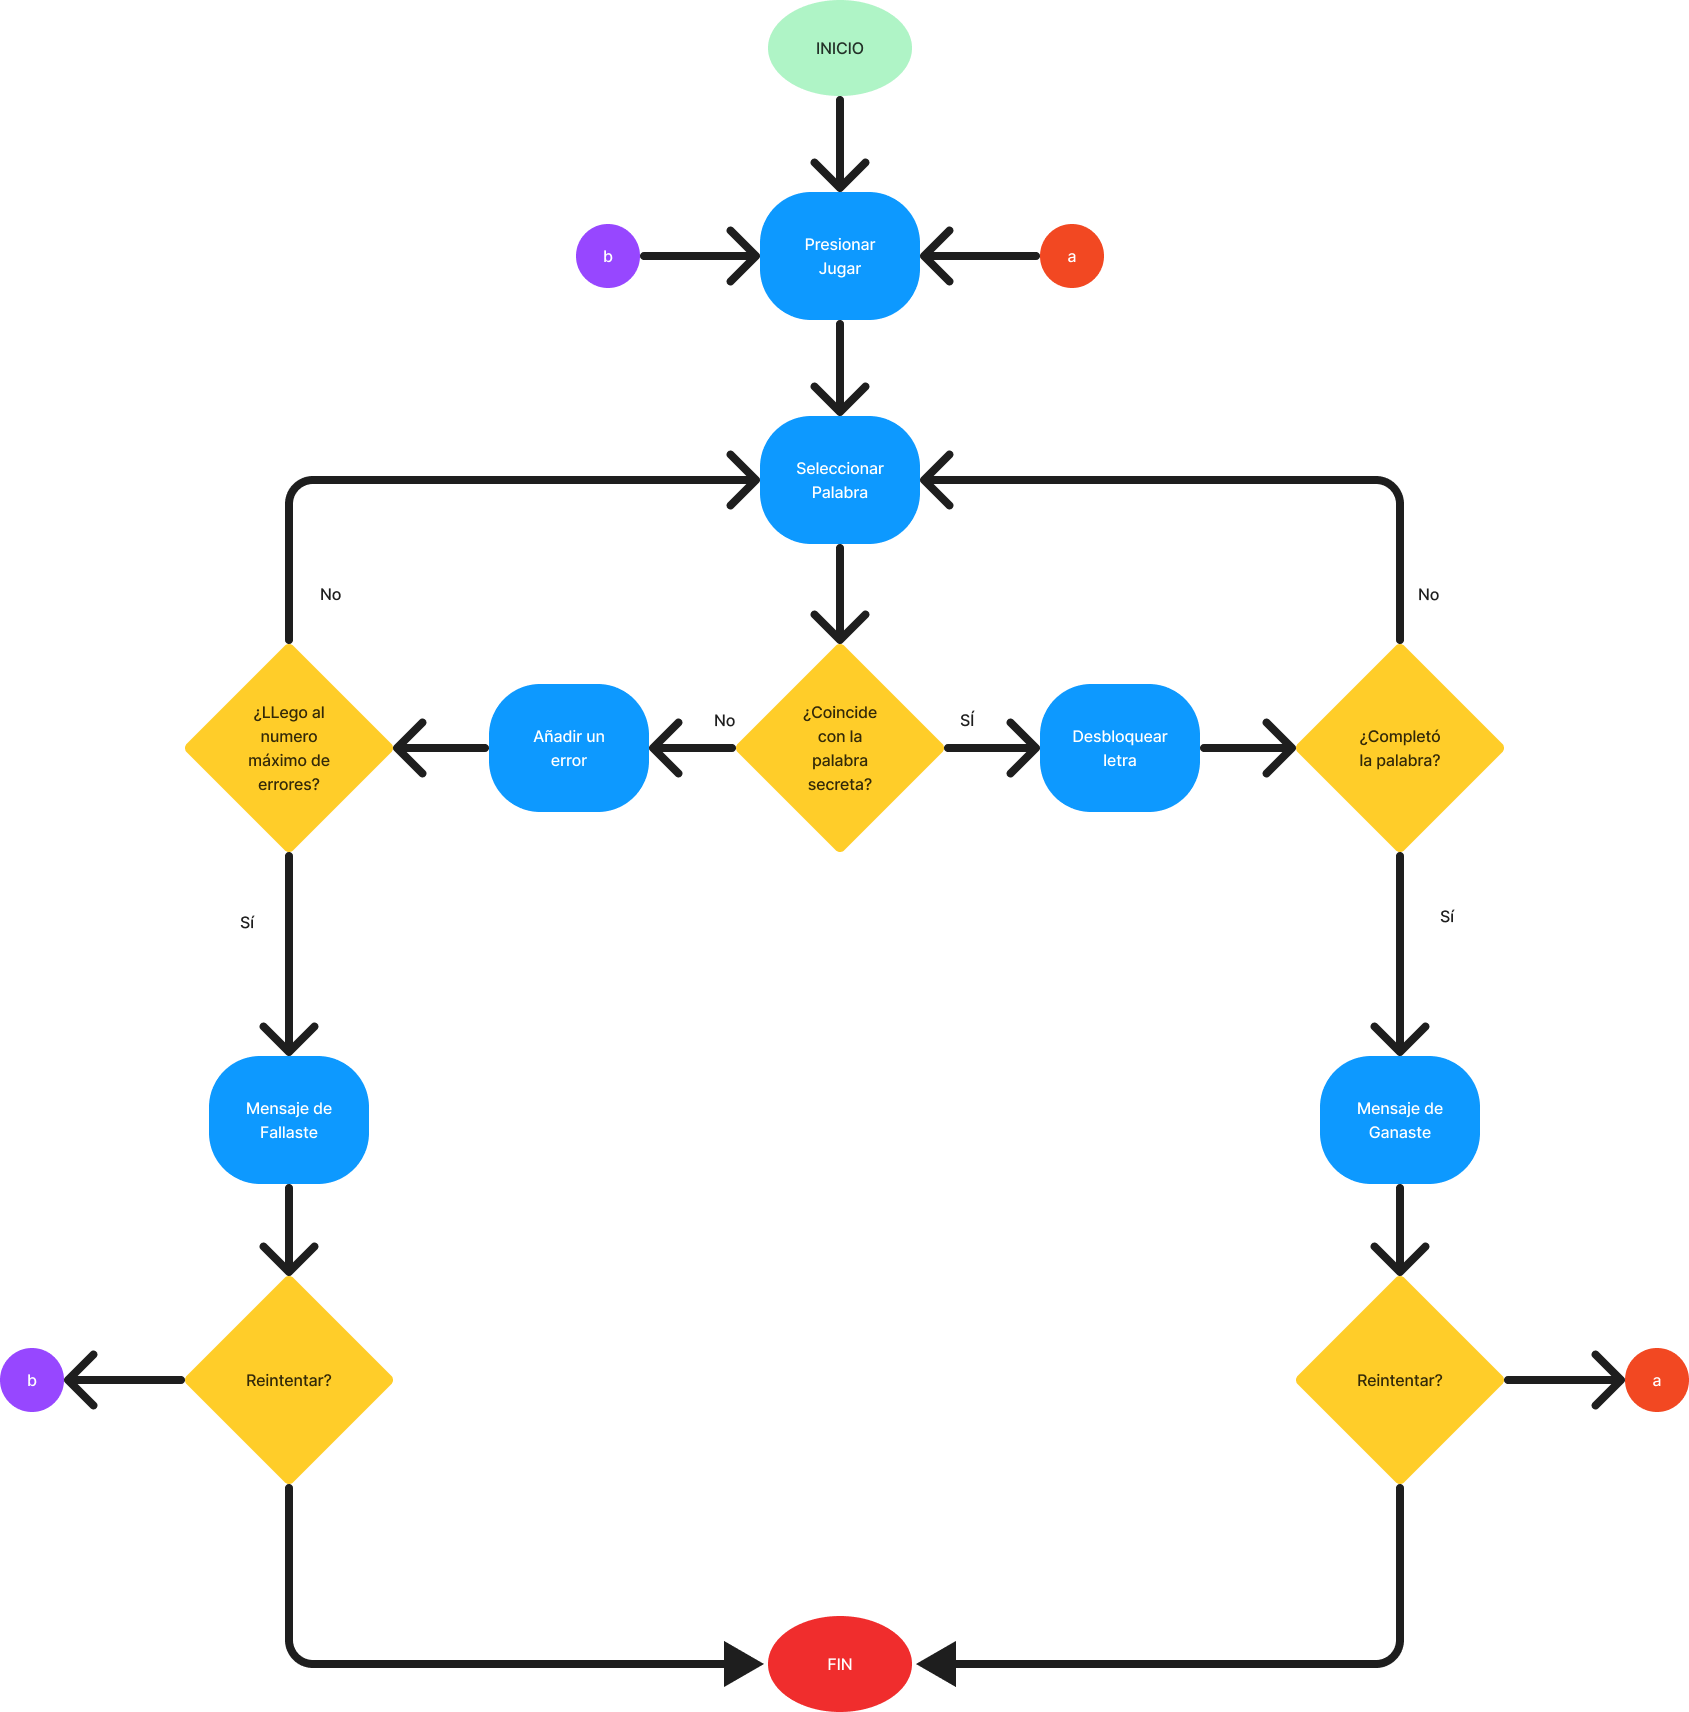 INICIO
b
Presionar
Jugar
a
Seleccionar
Palabra
No
No
¿LLego al
numero
máximo de
errores?
Añadir un
error
No
¿Coincide
con la
palabra
secreta?
SÍ
Desbloquear
letra
¿Completó
la palabra?
Sí
Sí
Mensaje de
Fallaste
Mensaje de
Ganaste
b
Reintentar?
Reintentar?
a
FIN